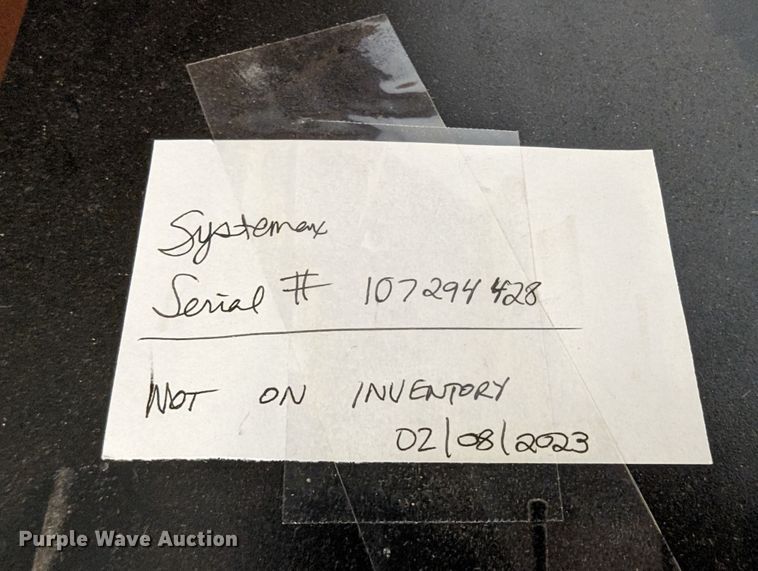 Systemax
Serial # 107294428
NOT ON INVENTORY
02/08/2023
Purple Wave Auction